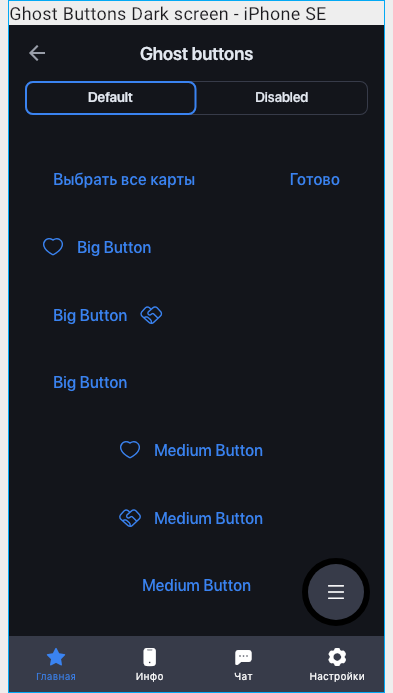 Ghost Buttons Dark screen - iPhone SE
Ghost buttons
Default Disabled
Выбрать все карты Готово
Big Button
Big Button
Big Button
Medium Button
Medium Button
Medium Button
Главная Инфо Чат Настройки